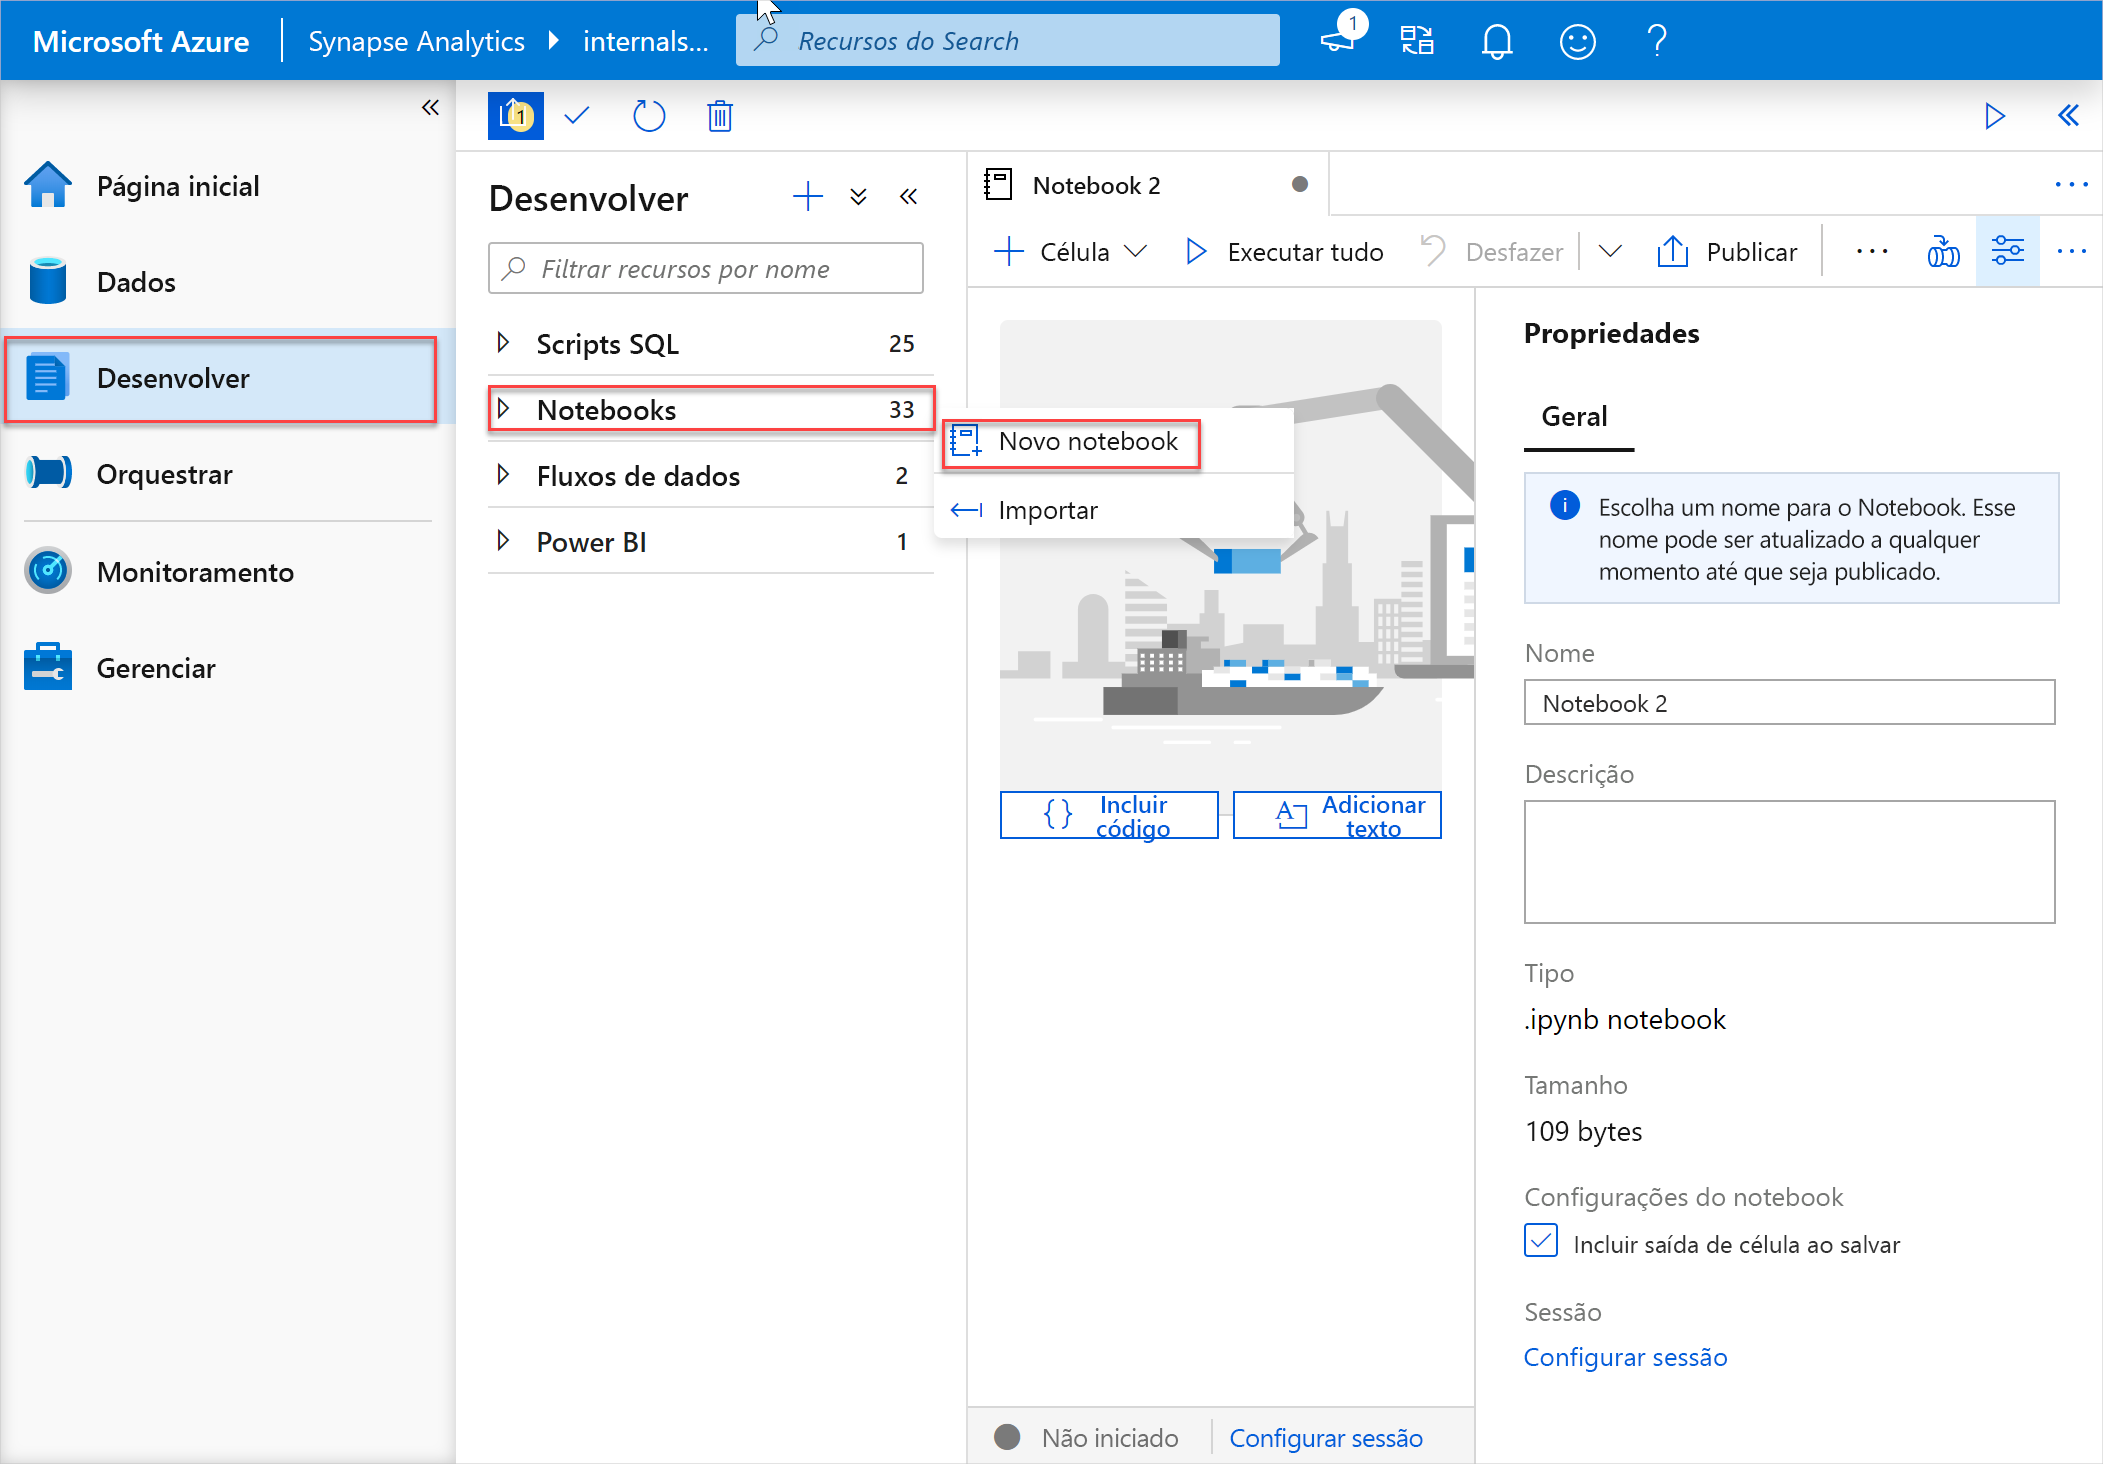 Microsoft Azure
Synapse Analytics
internals...
Recursos do Search
1
1
Página inicial
Dados
Desenvolver
Orquestrar
Monitoramento
Gerenciar
Desenvolver
Filtrar recursos por nome
Scripts SQL 25
Notebooks 33
Fluxos de dados 2
Power BI 1
Novo notebook
Importar
Notebook 2
Célula
Executar tudo
Desfazer
Publicar
Incluir
código
Adicionar
texto
Não iniciado
Configurar sessão
Propriedades
Geral
Escolha um nome para o Notebook. Esse
nome pode ser atualizado a qualquer
momento até que seja publicado.
Nome
Notebook 2
Descrição
Tipo
.ipynb notebook
Tamanho
109 bytes
Configurações do notebook
Incluir saída de célula ao salvar
Sessão
Configurar sessão